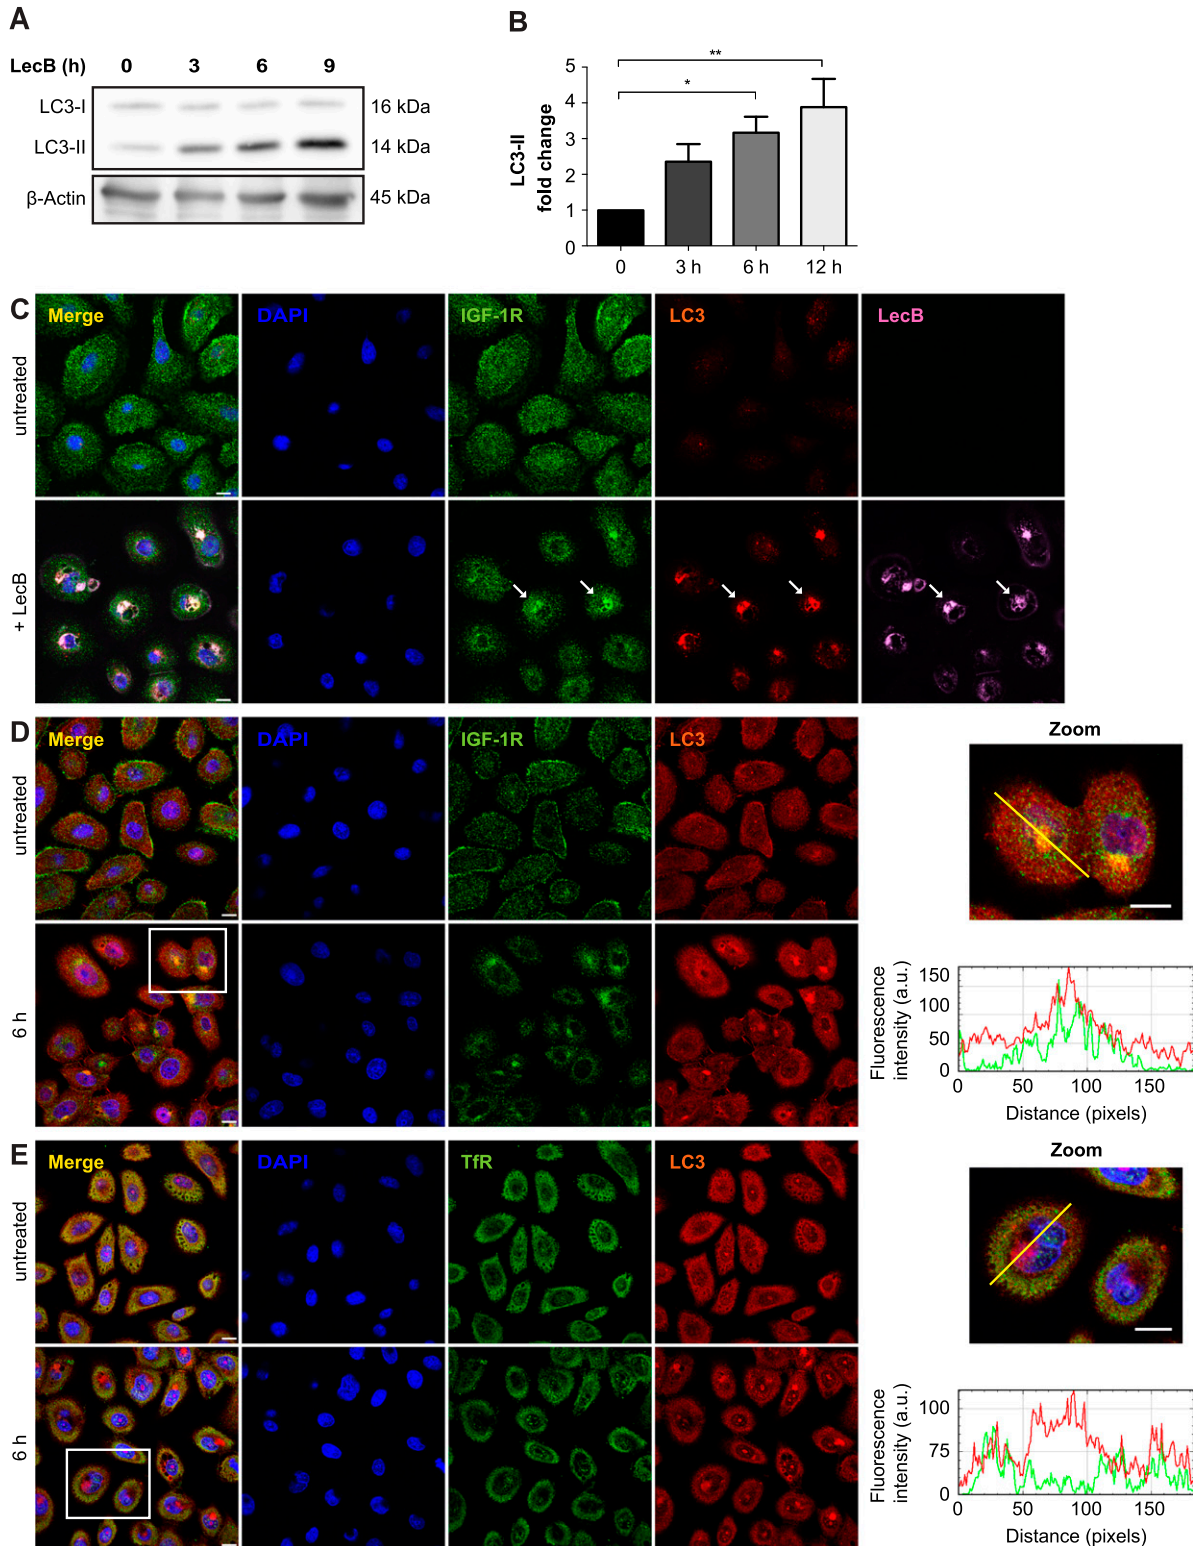 A
LecB (h) 0 3 6 9
LC3-I 16 kDa
LC3-II 14 kDa
β-Actin 45 kDa
B
**
*
LC3-II
fold change
5
4
3
2
1
0
0 3 h 6 h 12 h
C
Merge DAPI IGF-1R LC3 LecB
untreated
+ LecB
D
Merge DAPI IGF-1R LC3
Zoom
untreated
6 h
Fluorescence
intensity (a.u.)
150
100
50
0
0 50 100 150
Distance (pixels)
E
Merge DAPI TfR LC3
Zoom
untreated
6 h
Fluorescence
intensity (a.u.)
100
75
0
0 50 100 150
Distance (pixels)